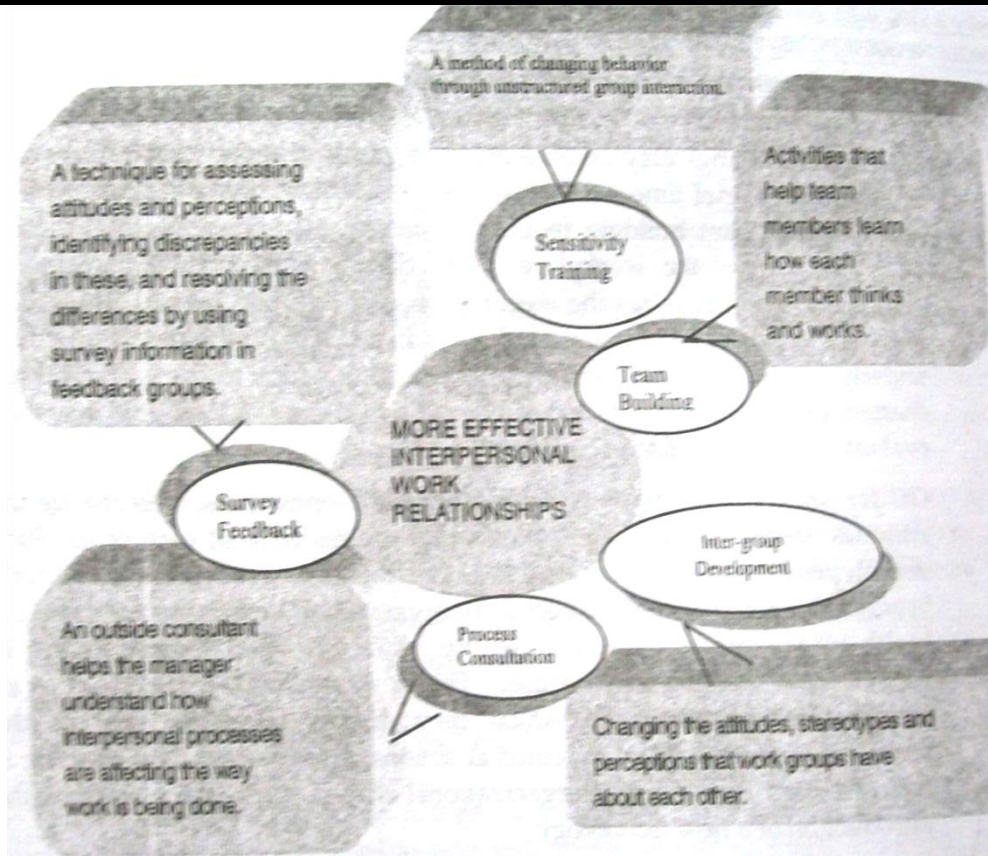 A method of changing behavior
through unstructured group interaction.
A technique for assessing
attitudes and perceptions,
identifying discrepancies
in these, and resolving the
differences by using
survey information in
feedback groups.
Activities that
help team
members learn
how each
member thinks
and works.
Sensitivity
Training
Team
Building
MORE EFFECTIVE
INTERPERSONAL
WORK
RELATIONSHIPS
Survey
Feedback
Inter-group
Development
Process
Consultation
An outside consultant
helps the manager
understand how
interpersonal processes
are affecting the way
work is being done.
Changing the attitudes, stereotypes and
perceptions that work groups have
about each other.